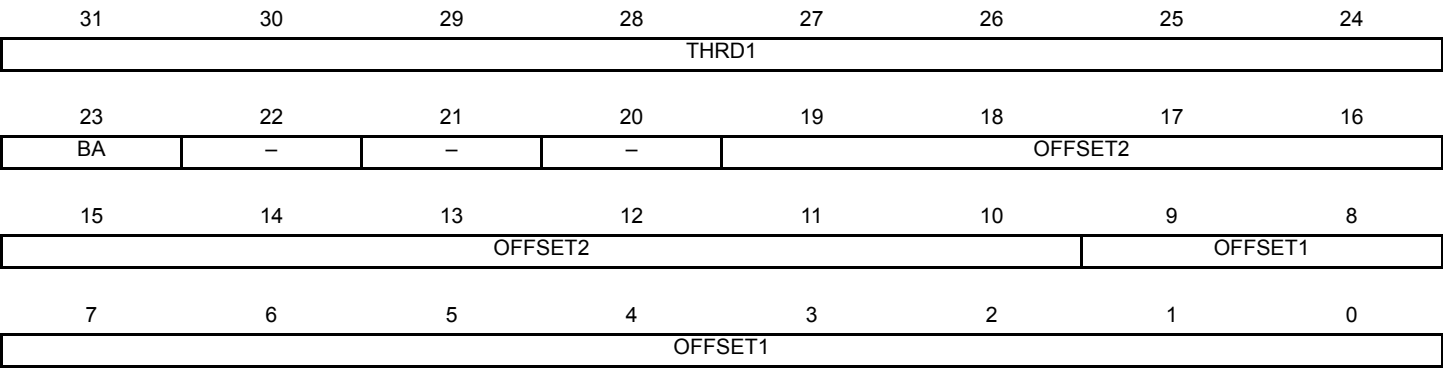 31 30 29 28 27 26 25 24
THRD1
23 22 21 20 19 18 17 16
BA – – – OFFSET2
15 14 13 12 11 10 9 8
OFFSET2 OFFSET1
7 6 5 4 3 2 1 0
OFFSET1